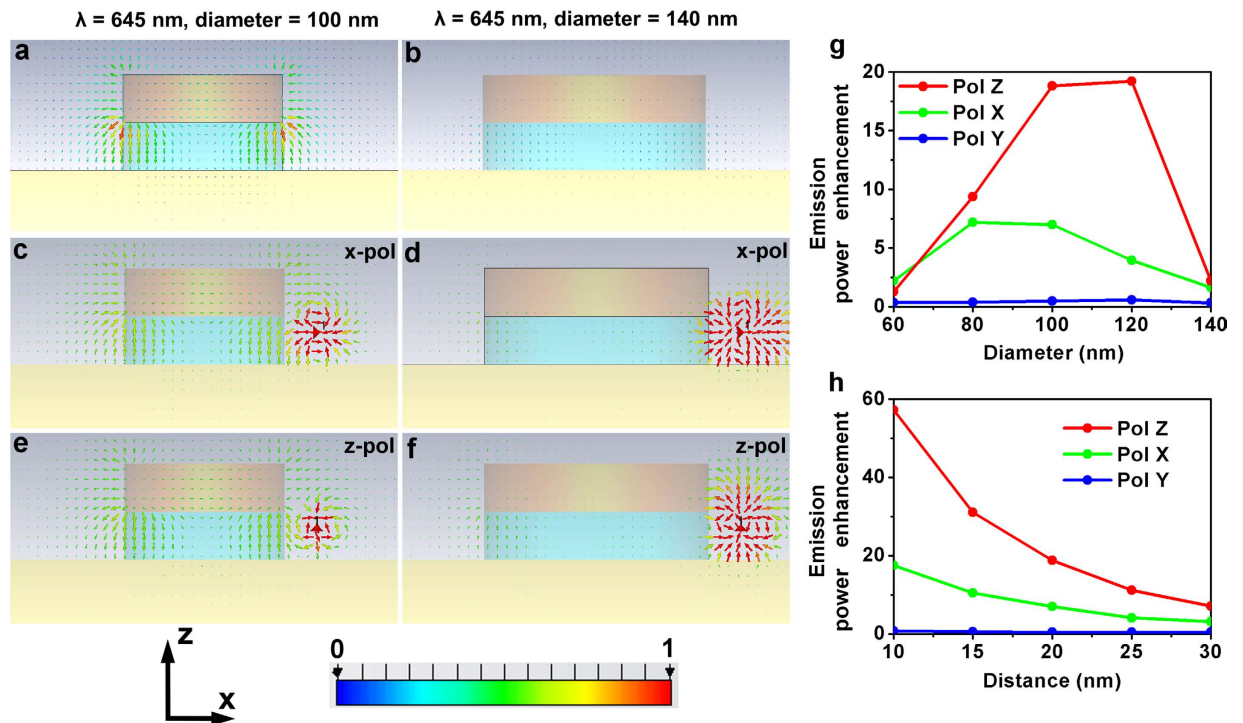 λ = 645 nm, diameter = 100 nm
λ = 645 nm, diameter = 140 nm
a
b
c
x-pol
d
x-pol
e
z-pol
f
z-pol
z
x
0
1
g
Emission
power enhancement
20
15
10
5
0
Pol Z
Pol X
Pol Y
60
80
100
120
140
Diameter (nm)
h
Emission
power enhancement
60
40
20
0
Pol Z
Pol X
Pol Y
10
15
20
25
30
Distance (nm)